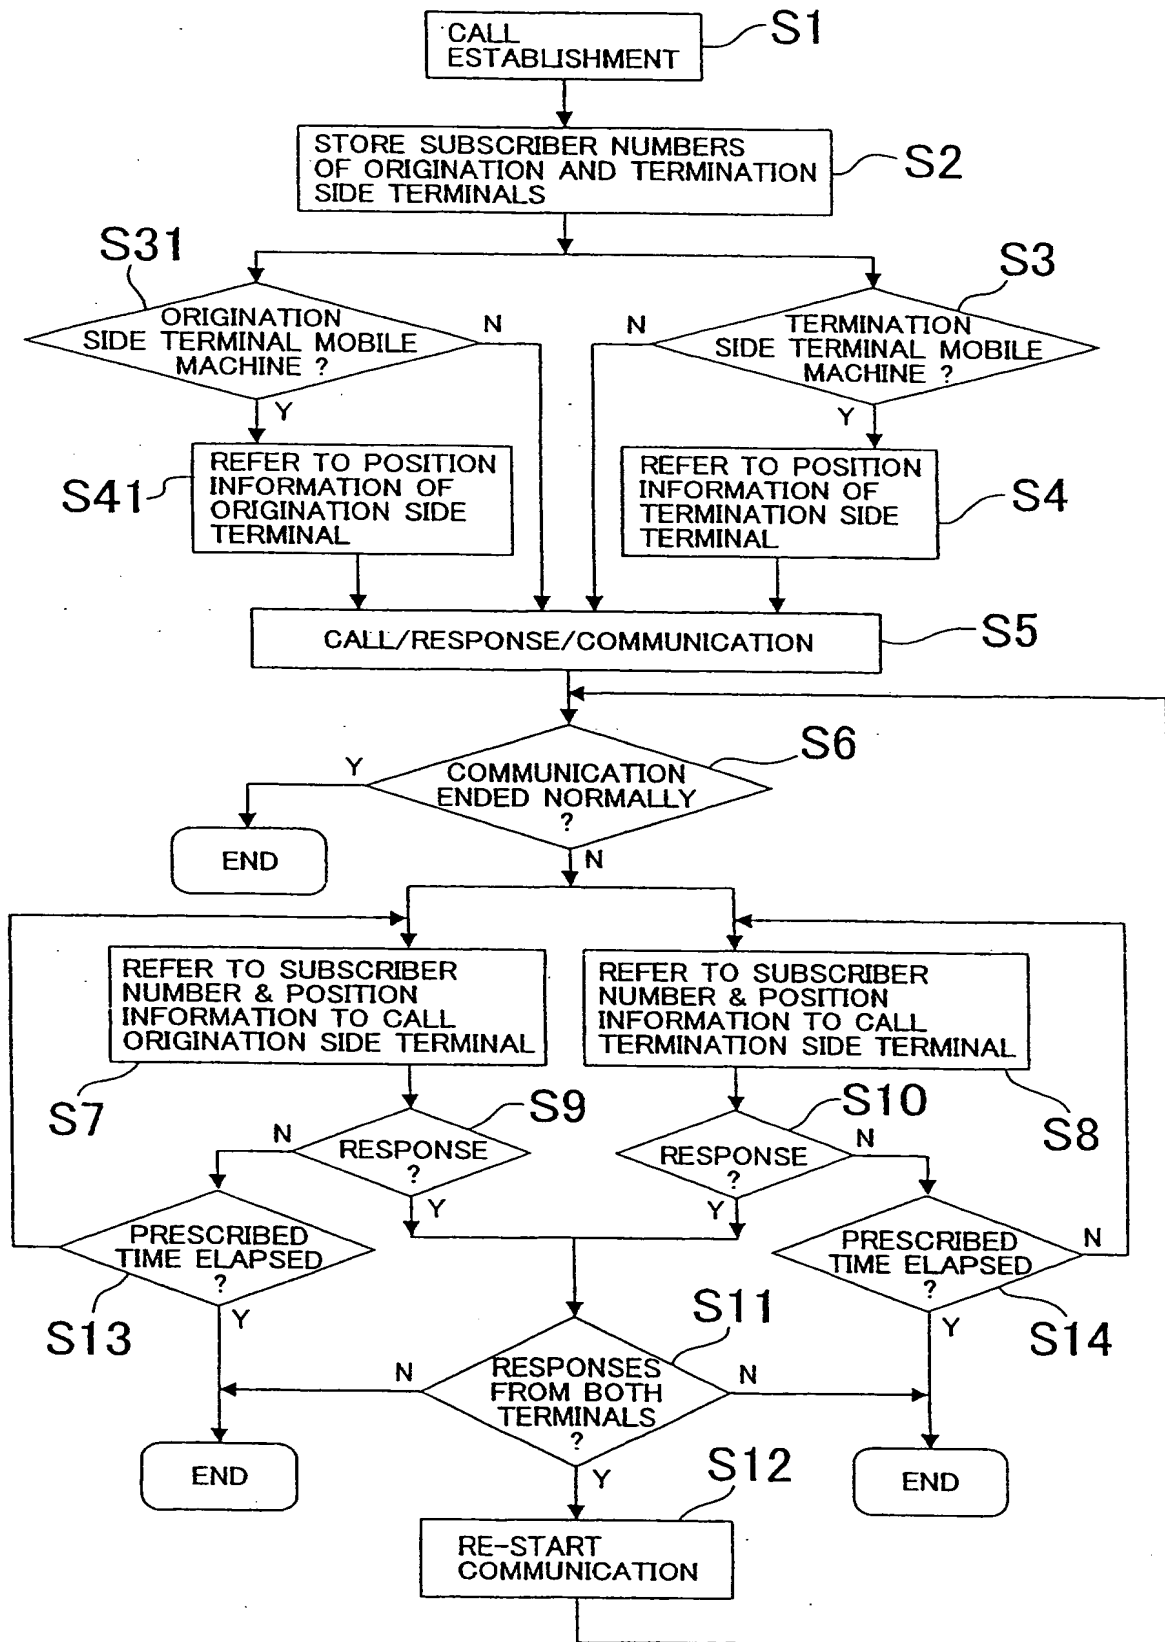 CALL
ESTABLISHMENT
S1
STORE SUBSCRIBER NUMBERS
OF ORIGINATION AND TERMINATION
SIDE TERMINALS
S2
S31
ORIGINATION
SIDE TERMINAL MOBILE
MACHINE ?
N
Y
S3
TERMINATION
SIDE TERMINAL MOBILE
MACHINE ?
N
Y
S41
REFER TO POSITION
INFORMATION OF
ORIGINATION SIDE
TERMINAL
REFER TO POSITION
INFORMATION OF
TERMINATION SIDE
TERMINAL
S4
CALL/RESPONSE/COMMUNICATION
S5
S6
Y
COMMUNICATION
ENDED NORMALLY
?
N
END
REFER TO SUBSCRIBER
NUMBER & POSITION
INFORMATION TO CALL
ORIGINATION SIDE TERMINAL
S7
REFER TO SUBSCRIBER
NUMBER & POSITION
INFORMATION TO CALL
TERMINATION SIDE TERMINAL
S8
S9
N
RESPONSE
?
Y
S10
RESPONSE
?
N
Y
PRESCRIBED
TIME ELAPSED
?
Y
S13
PRESCRIBED
TIME ELAPSED
?
N
Y
S14
S11
N
RESPONSES
FROM BOTH
TERMINALS
?
N
Y
END
END
S12
RE-START
COMMUNICATION